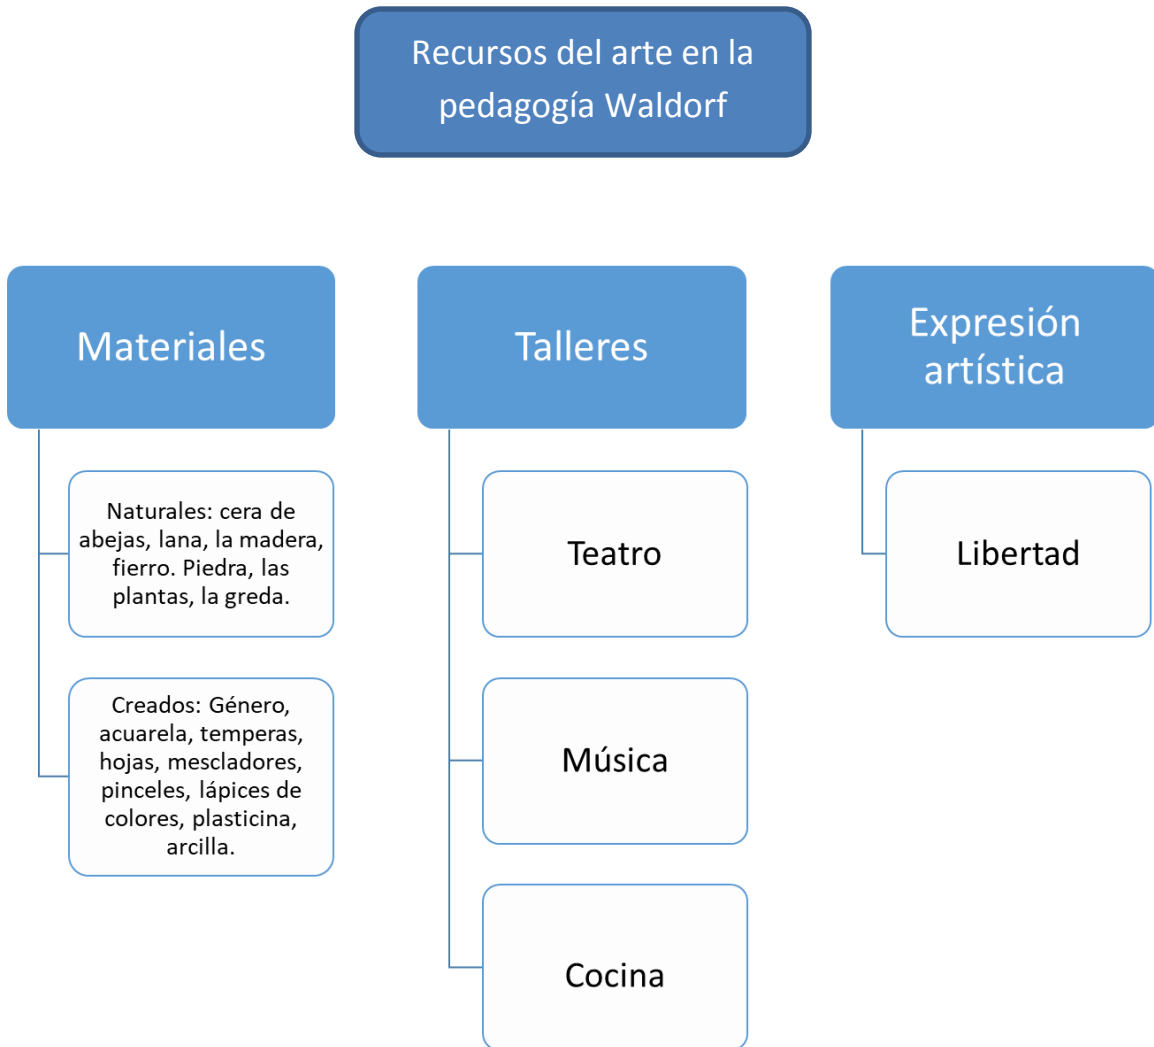 Recursos del arte en la
pedagogía Waldorf
Materiales
Naturales: cera de
abejas, lana, la madera,
fierro. Piedra, las
plantas, la greda.
Creados: Género,
acuarela, temperas,
hojas, mescladores,
pinceles, lápices de
colores, plasticina,
arcilla.
Talleres
Teatro
Música
Cocina
Expresión
artística
Libertad